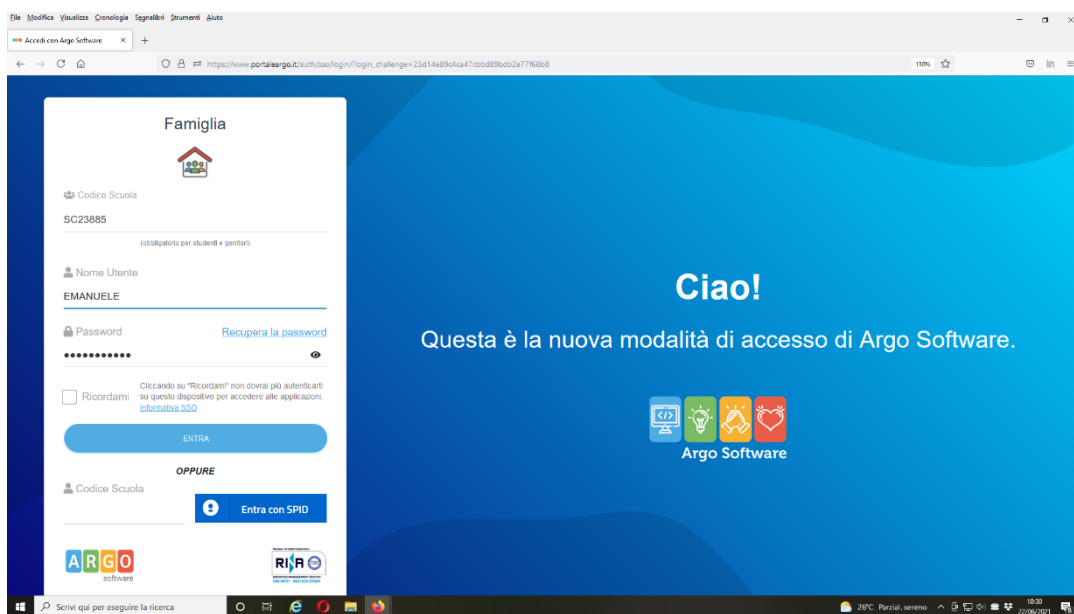 File Modifica Visualizza Cronologia Segnalibri Strumenti Aiuto
Accedi con Argo Software
https://www.portaleargo.it/auth/sso/login/?login_challenge=23d14e89c4ca47cbbd89bdb2e77f68b8
110%
Famiglia
Codice Scuola
SC23885
(obbligatorio per studenti e genitori)
Nome Utente
EMANUELE
Password Recupera la password
Ricordami
Cliccando su "Ricordami" non dovrai più autenticarti
su questo dispositivo per accedere alle applicazioni.
Informativa SSO
ENTRA
OPPURE
Codice Scuola
Entra con SPID
ARGO
software
RINA
Ciao!
Questa è la nuova modalità di accesso di Argo Software.
Argo Software
Scrivi qui per eseguire la ricerca
26°C Parzial. sereno
10:30
22/06/2021